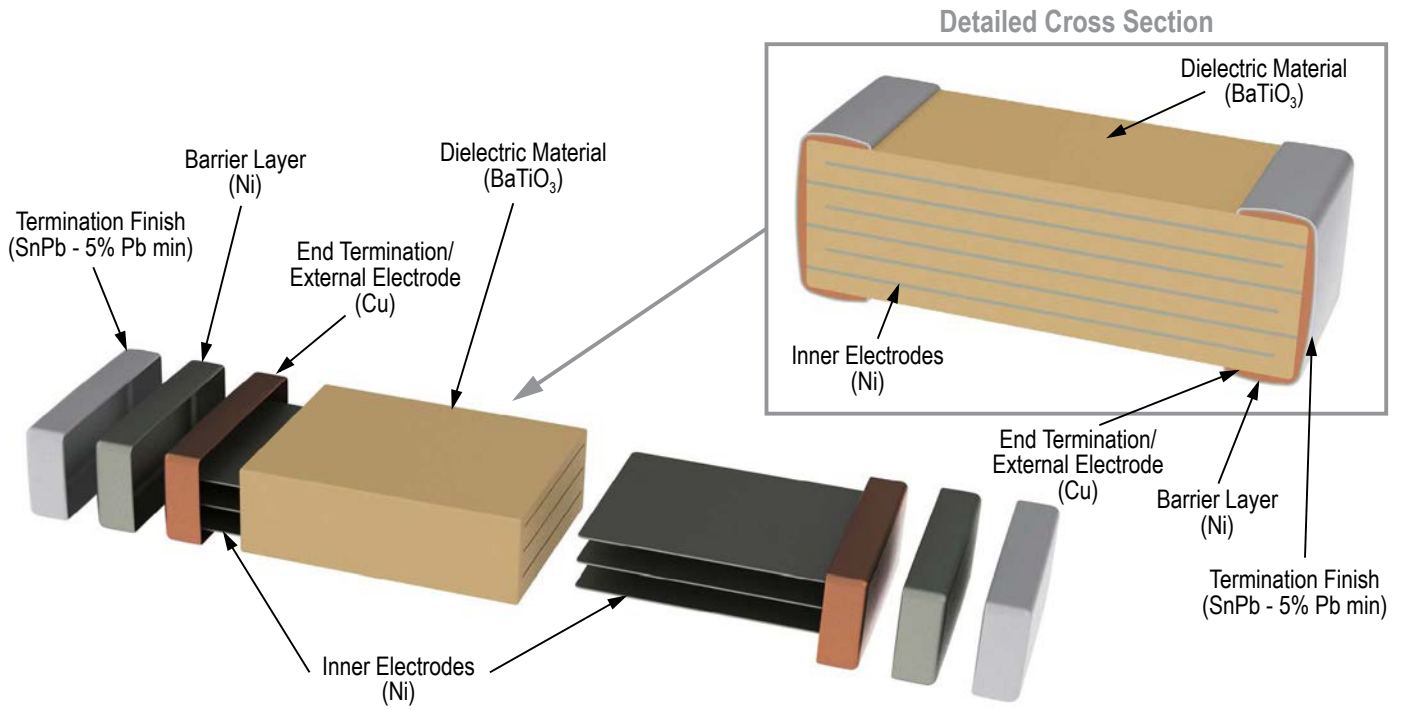 Detailed Cross Section
Dielectric Material
(BaTiO₃)
Barrier Layer
(Ni)
Dielectric Material
(BaTiO₃)
Termination Finish
(SnPb - 5% Pb min)
End Termination/
External Electrode
(Cu)
Inner Electrodes
(Ni)
End Termination/
External Electrode
(Cu)
Barrier Layer
(Ni)
Termination Finish
(SnPb - 5% Pb min)
Inner Electrodes
(Ni)